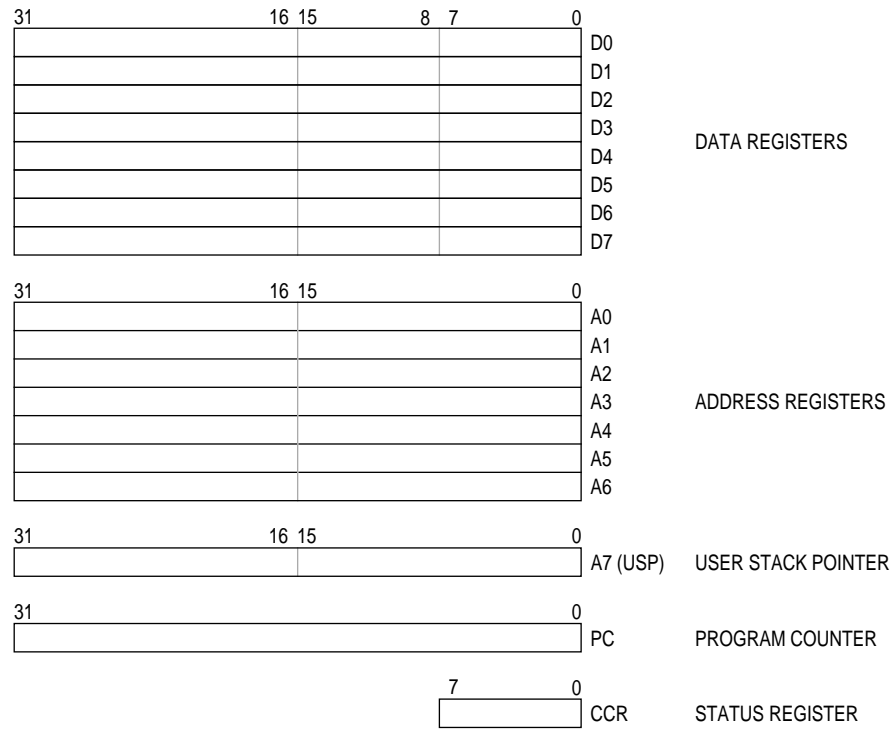 31 16 15 8 7 0
D0
D1
D2
D3
DATA REGISTERS
D4
D5
D6
D7
31 16 15 0
A0
A1
A2
A3 ADDRESS REGISTERS
A4
A5
A6
31 16 15 0
A7 (USP) USER STACK POINTER
31 0
PC PROGRAM COUNTER
7 0
CCR STATUS REGISTER